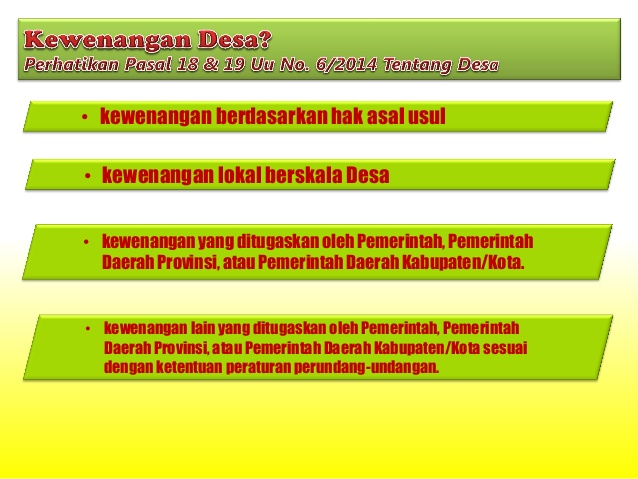 Kewenangan Desa?
Perhatikan Pasal 18 & 19 Uu No. 6/2014 Tentang Desa
• kewenangan berdasarkan hak asal usul
• kewenangan lokal berskala Desa
• kewenangan yang ditugaskan oleh Pemerintah, Pemerintah
Daerah Provinsi, atau Pemerintah Daerah Kabupaten/Kota.
• kewenangan lain yang ditugaskan oleh Pemerintah, Pemerintah
Daerah Provinsi, atau Pemerintah Daerah Kabupaten/Kota sesuai
dengan ketentuan peraturan perundang-undangan.